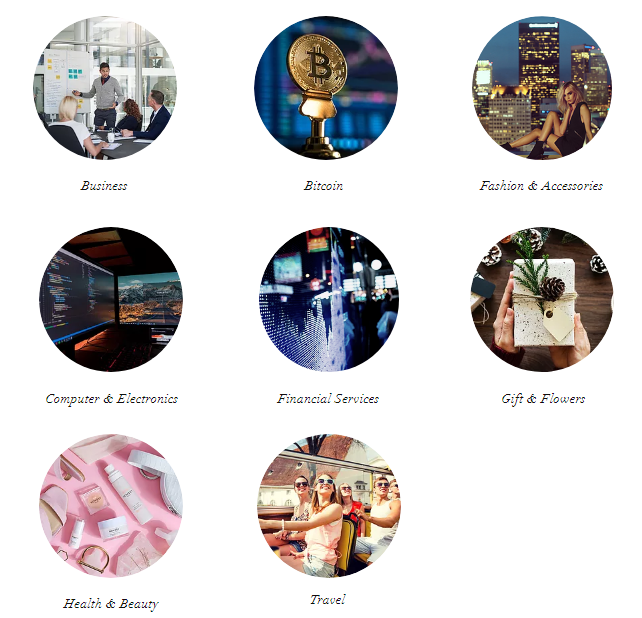 Business
Bitcoin
Fashion & Accessories
Computer & Electronics
Financial Services
Gift & Flowers
Health & Beauty
Travel